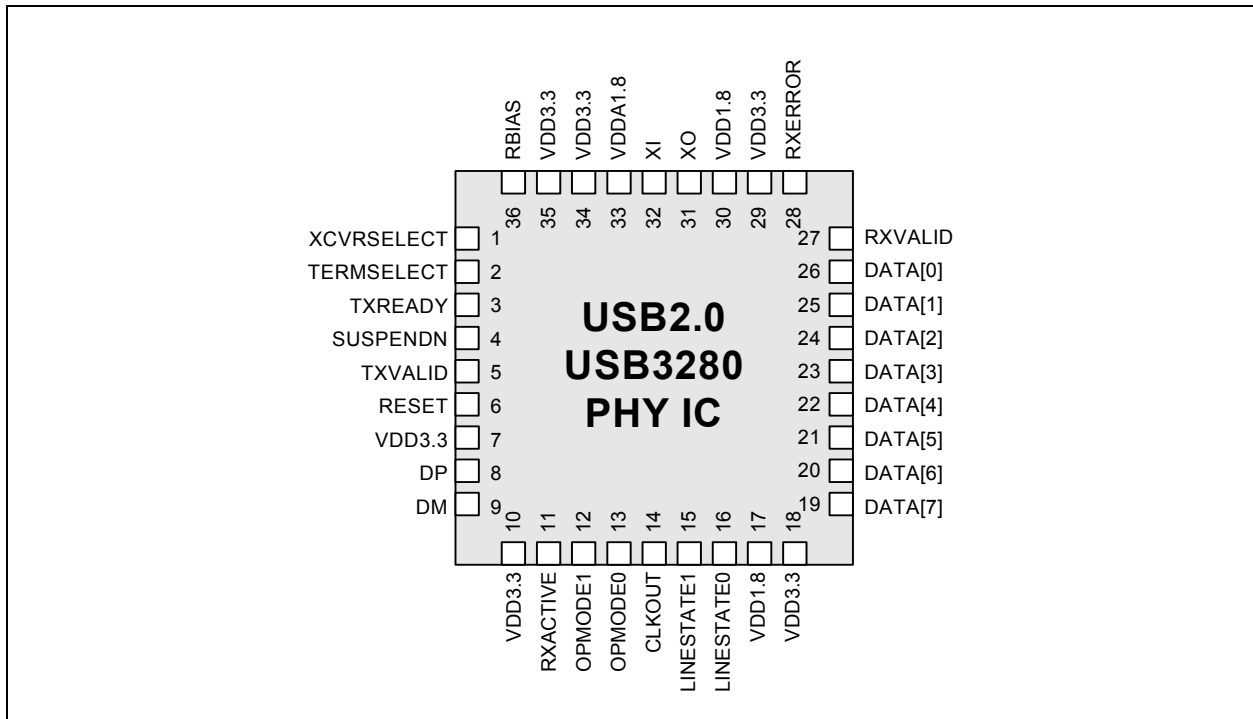 RBIAS
VDD3.3
VDD3.3
VDDA1.8
XI
XO
VDD1.8
VDD3.3
RXERROR
36
35
34
33
32
31
30
29
28
XCVRSELECT 1
TERMSELECT 2
TXREADY 3
SUSPENDN 4
TXVALID 5
RESET 6
VDD3.3 7
DP 8
DM 9
USB2.0
USB3280
PHY IC
27 RXVALID
26 DATA[0]
25 DATA[1]
24 DATA[2]
23 DATA[3]
22 DATA[4]
21 DATA[5]
20 DATA[6]
19 DATA[7]
10
11
12
13
14
15
16
17
18
VDD3.3
RXACTIVE
OPMODE1
OPMODE0
CLKOUT
LINESTATE1
LINESTATE0
VDD1.8
VDD3.3